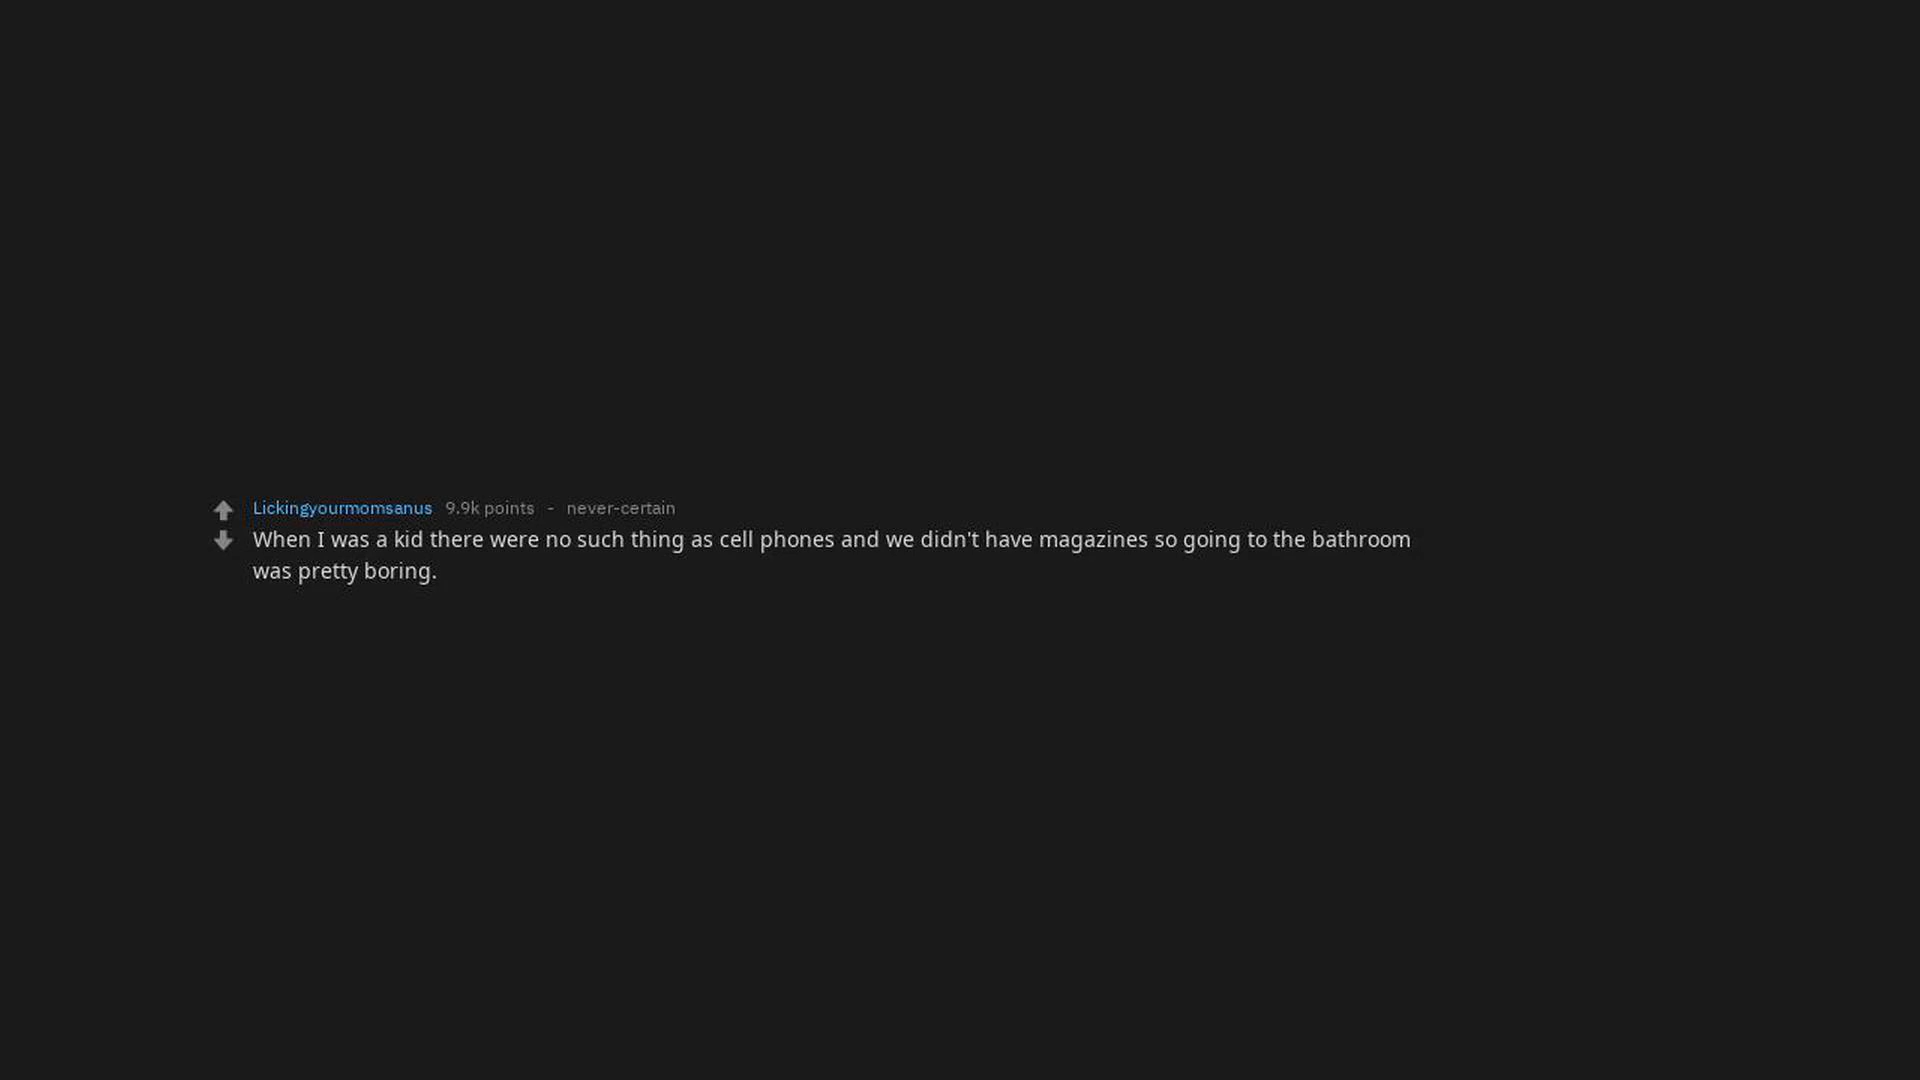 Lickingyourmomsanus 9.9k points - never-certain
When I was a kid there were no such thing as cell phones and we didn't have magazines so going to the bathroom
was pretty boring.